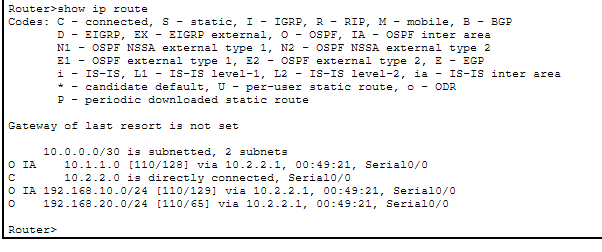 Router>show ip route
Codes: C - connected, S - static, I - IGRP, R - RIP, M - mobile, B - BGP
       D - EIGRP, EX - EIGRP external, O - OSPF, IA - OSPF inter area
       N1 - OSPF NSSA external type 1, N2 - OSPF NSSA external type 2
       E1 - OSPF external type 1, E2 - OSPF external type 2, E - EGP
       i - IS-IS, L1 - IS-IS level-1, L2 - IS-IS level-2, ia - IS-IS inter area
       * - candidate default, U - per-user static route, o - ODR
       P - periodic downloaded static route
Gateway of last resort is not set
     10.0.0.0/30 is subnetted, 2 subnets
O IA    10.1.1.0 [110/128] via 10.2.2.1, 00:49:21, Serial0/0
C       10.2.2.0 is directly connected, Serial0/0
O IA 192.168.10.0/24 [110/129] via 10.2.2.1, 00:49:21, Serial0/0
O    192.168.20.0/24 [110/65] via 10.2.2.1, 00:49:21, Serial0/0
Router>